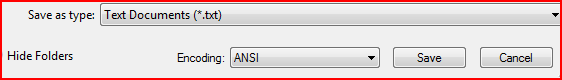 Save as type: Text Documents (*.txt)
Hide Folders Encoding: ANSI Save Cancel